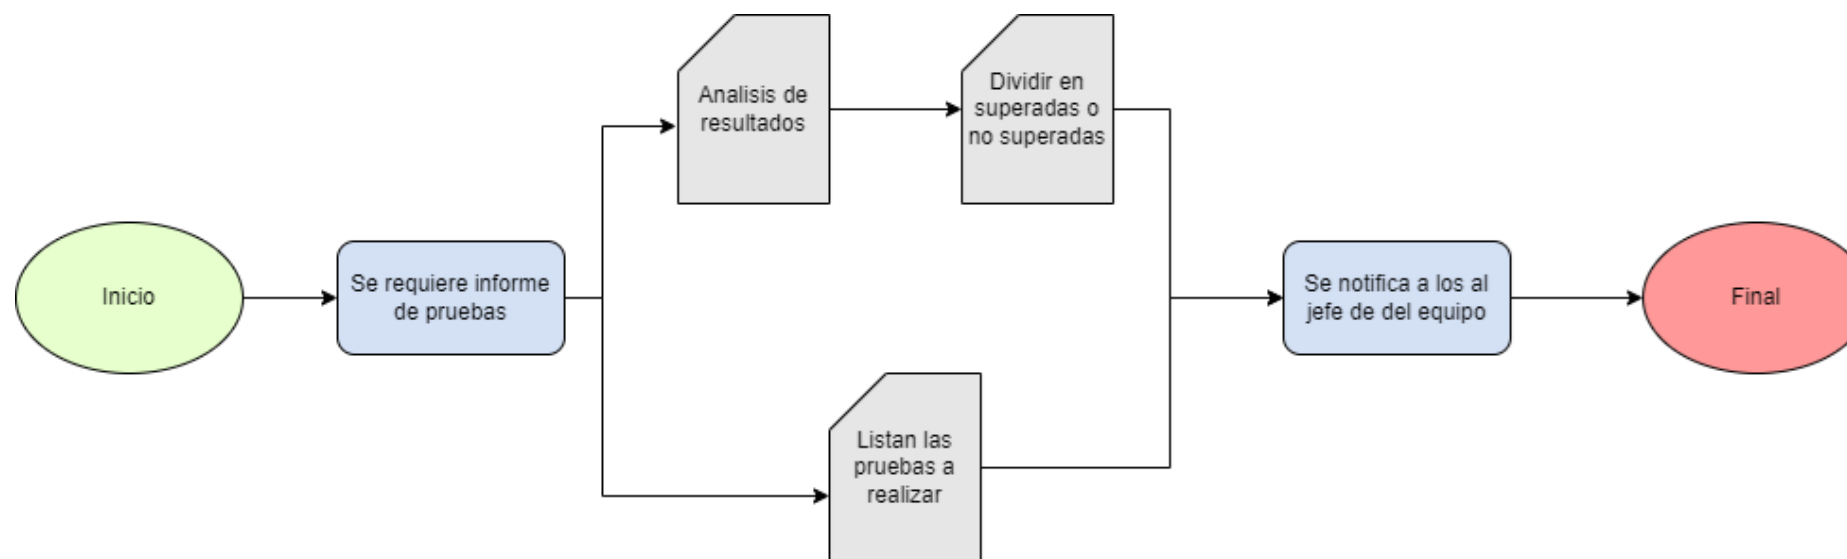 Inicio
Se requiere informe
de pruebas
Analisis de
resultados
Dividir en
superadas o
no superadas
Listan las
pruebas a
realizar
Se notifica a los al
jefe de del equipo
Final